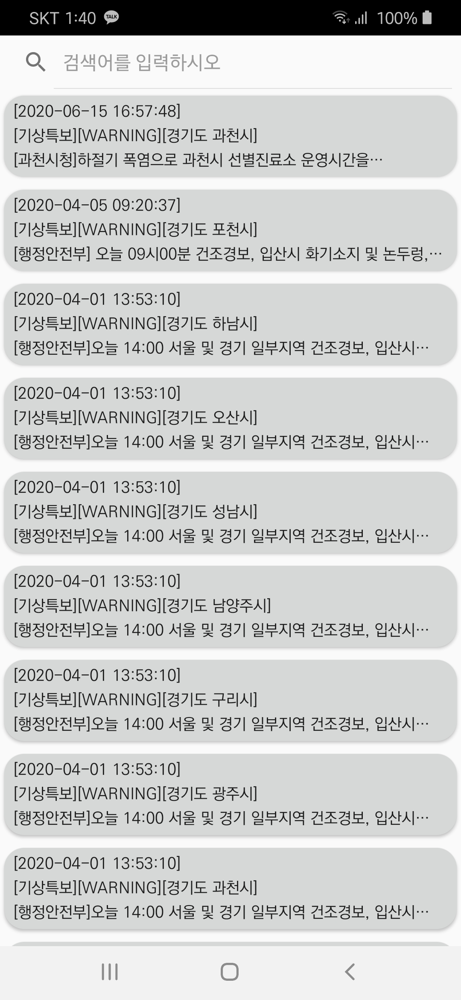 SKT 1:40 TALK 100%
검색어를 입력하시오
[2020-06-15 16:57:48]
[기상특보][WARNING][경기도 과천시]
[과천시청]하절기 폭염으로 과천시 선별진료소 운영시간을…
[2020-04-05 09:20:37]
[기상특보][WARNING][경기도 포천시]
[행정안전부] 오늘 09시00분 건조경보, 입산시 화기소지 및 논두렁,…
[2020-04-01 13:53:10]
[기상특보][WARNING][경기도 하남시]
[행정안전부]오늘 14:00 서울 및 경기 일부지역 건조경보, 입산시…
[2020-04-01 13:53:10]
[기상특보][WARNING][경기도 오산시]
[행정안전부]오늘 14:00 서울 및 경기 일부지역 건조경보, 입산시…
[2020-04-01 13:53:10]
[기상특보][WARNING][경기도 성남시]
[행정안전부]오늘 14:00 서울 및 경기 일부지역 건조경보, 입산시…
[2020-04-01 13:53:10]
[기상특보][WARNING][경기도 남양주시]
[행정안전부]오늘 14:00 서울 및 경기 일부지역 건조경보, 입산시…
[2020-04-01 13:53:10]
[기상특보][WARNING][경기도 구리시]
[행정안전부]오늘 14:00 서울 및 경기 일부지역 건조경보, 입산시…
[2020-04-01 13:53:10]
[기상특보][WARNING][경기도 광주시]
[행정안전부]오늘 14:00 서울 및 경기 일부지역 건조경보, 입산시…
[2020-04-01 13:53:10]
[기상특보][WARNING][경기도 과천시]
[행정안전부]오늘 14:00 서울 및 경기 일부지역 건조경보, 입산시…